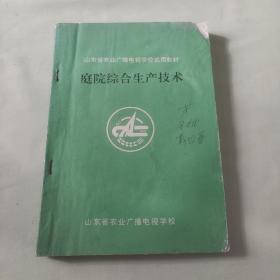 山东省农业广播电视学校试用教材
庭院综合生产技术
山东省农业广播电视学校